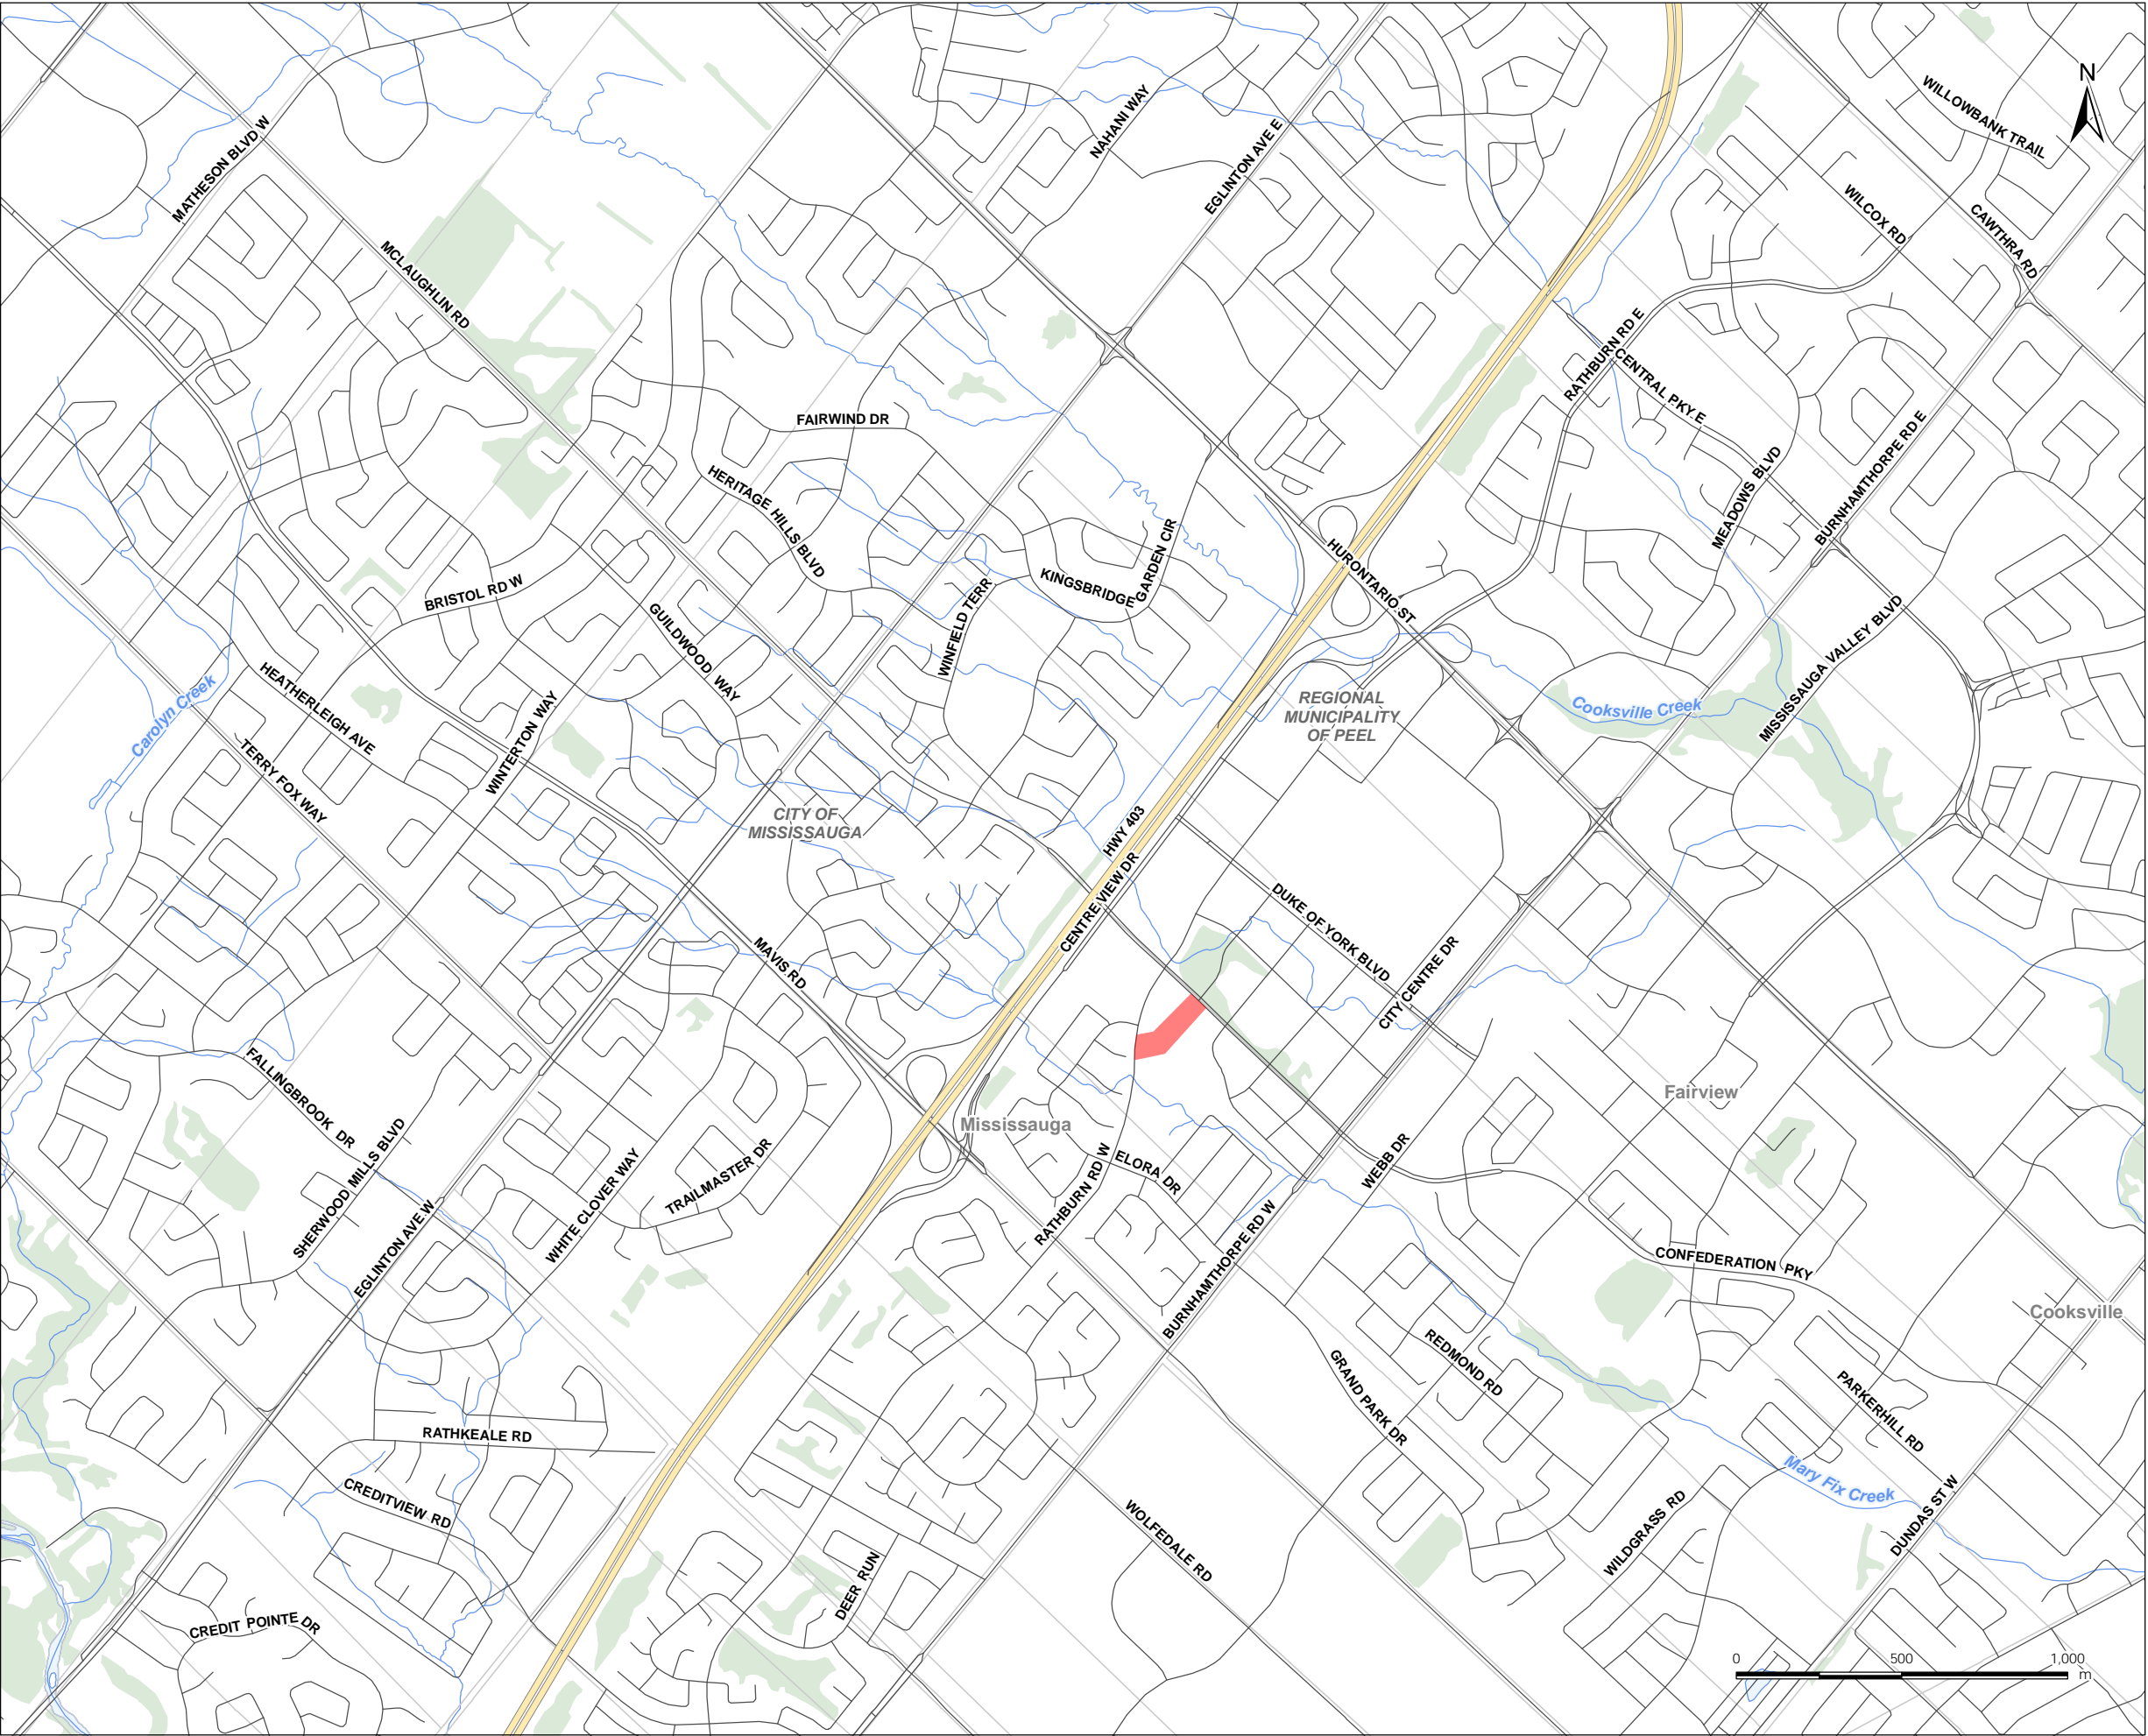 N
WILLOWBANK TRAIL
NAHANI WAY
MATHESON BLVD W
EGLINTON AVE E
WILCOX RD
CAWTHRA RD
MCLAUGHLIN RD
RATHBURN RD E
CENTRAL PKY E
FAIRWIND DR
BURNHAMTHORPE RD E
MEADOWS BLVD
HERITAGE HILLS BLVD
GARDEN CIR
KINGSBRIDGE
HURONTARIO ST
BRISTOL RD W
WINFIELD TERR
GUILDWOOD WAY
MISSISSAUGA VALLEY BLVD
HEATHERLEIGH AVE
Carolyn Creek
REGIONAL
MUNICIPALITY
OF PEEL
Cooksville Creek
WINTERTON WAY
TERRY FOX WAY
CITY OF
MISSISSAUGA
HWY 403
CENTRE VIEW DR
DUKE OF YORK BLVD
CITY CENTRE DR
MAVIS RD
FALLINGBROOK DR
Fairview
Mississauga
SHERWOOD MILLS BLVD
WHITE CLOVER WAY
TRAILMASTER DR
ELORA DR
WEBB DR
RATHBURN RD W
EGLINTON AVE W
BURNHAMTHORPE RD W
CONFEDERATION PKY
Cooksville
REDMOND RD
GRAND PARK DR
PARKERHILL RD
RATHKEALE RD
Mary Fix Creek
CREDITVIEW RD
WOLFEDALE RD
WILDGRASS RD
DUNDAS ST W
DEER RUN
CREDIT POINTE DR
0 500 1,000
m